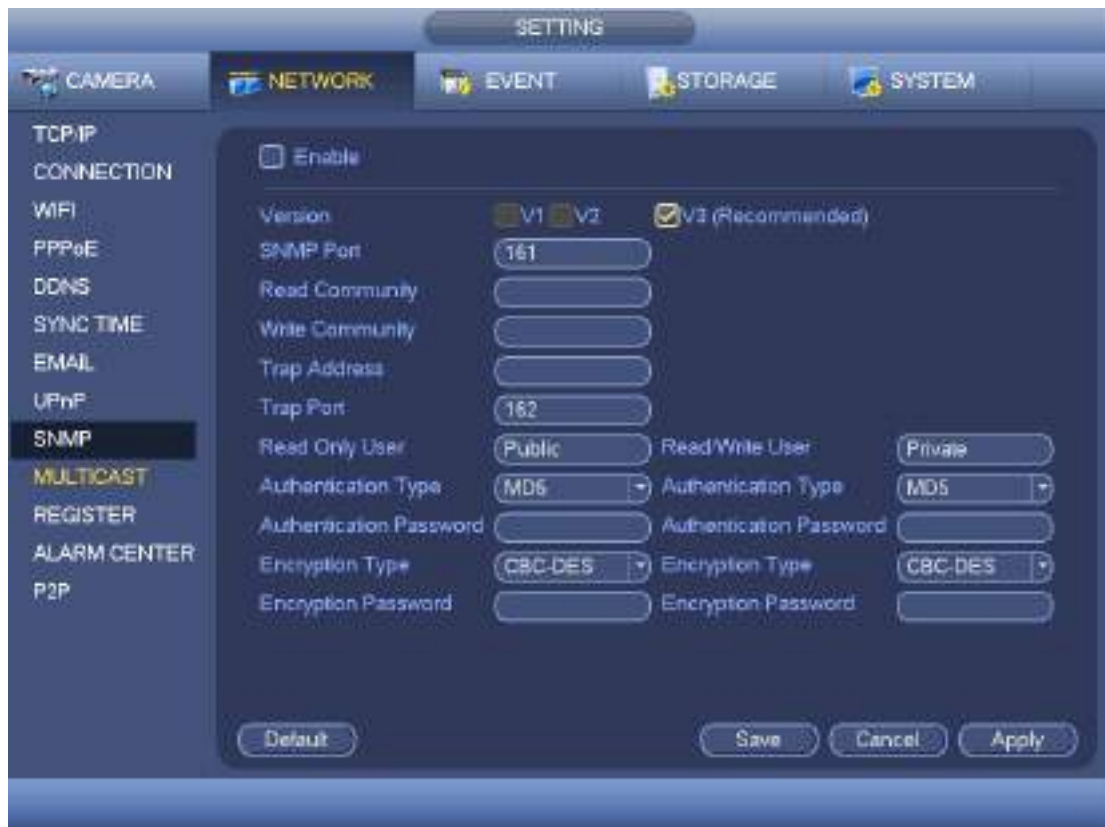 SETTING
CAMERA NETWORK EVENT STORAGE SYSTEM
TCP/IP
CONNECTION
WIFI
PPPoE
DDNS
SYNC TIME
EMAIL
UPnP
SNMP
MULTICAST
REGISTER
ALARM CENTER
P2P
Enable
Version V1 V2 V3 (Recommended)
SNMP Port 161
Read Community
Write Community
Trap Address
Trap Port 162
Read Only User Public Read/Write User Private
Authentication Type MD5 Authentication Type MD5
Authentication Password Authentication Password
Encryption Type CBC-DES Encryption Type CBC-DES
Encryption Password Encryption Password
Default Save Cancel Apply